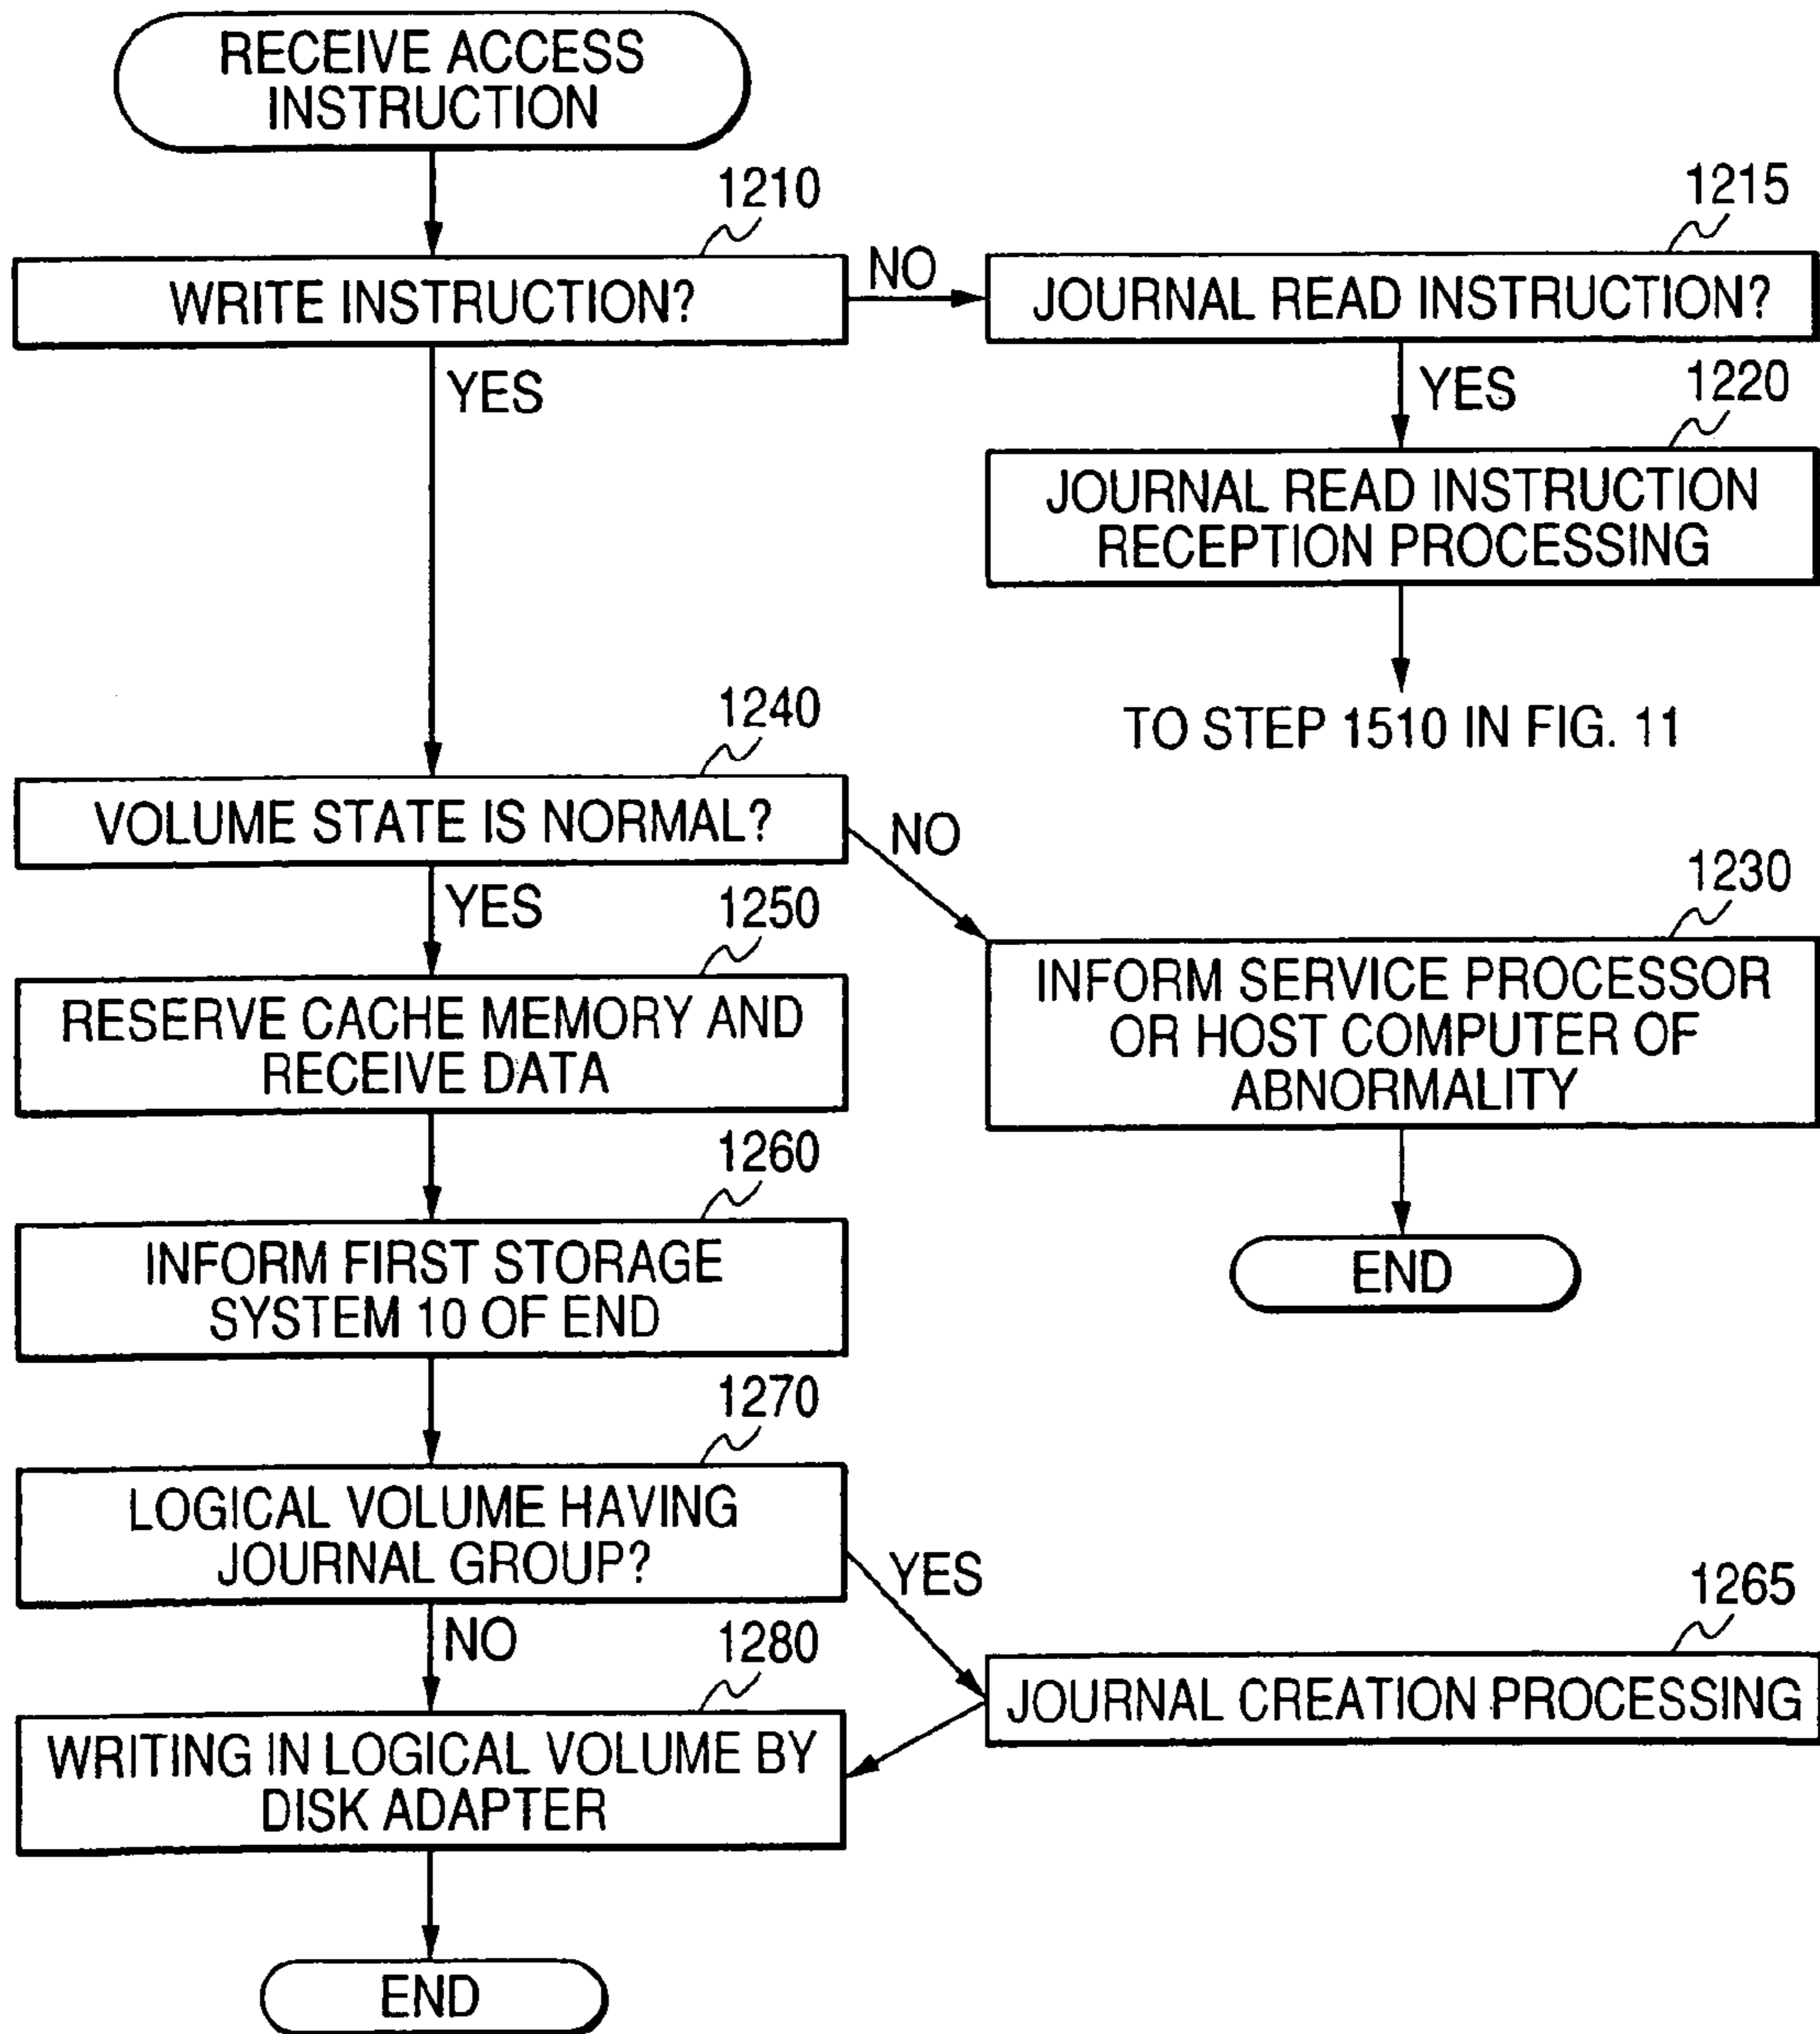 RECEIVE ACCESS
INSTRUCTION
1210
WRITE INSTRUCTION?
NO
1215
JOURNAL READ INSTRUCTION?
YES
YES
1220
JOURNAL READ INSTRUCTION
RECEPTION PROCESSING
TO STEP 1510 IN FIG. 11
1240
VOLUME STATE IS NORMAL?
NO
1230
INFORM SERVICE PROCESSOR
OR HOST COMPUTER OF
ABNORMALITY
END
YES
1250
RESERVE CACHE MEMORY AND
RECEIVE DATA
1260
INFORM FIRST STORAGE
SYSTEM 10 OF END
1270
LOGICAL VOLUME HAVING
JOURNAL GROUP?
YES
1265
JOURNAL CREATION PROCESSING
NO
1280
WRITING IN LOGICAL VOLUME BY
DISK ADAPTER
END